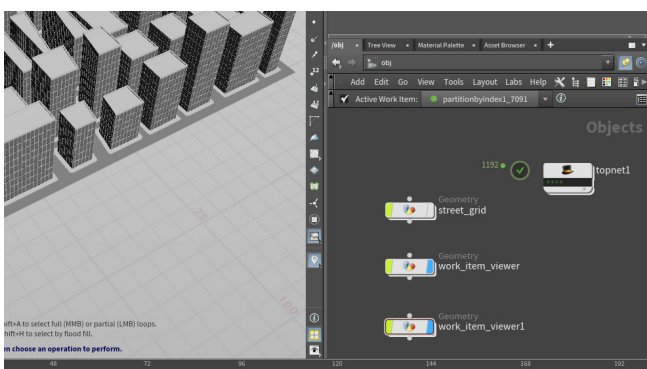 /obj × Tree View × Material Palette × Asset Browser × +
obj
Add Edit Go View Tools Layout Labs Help
Active Work Item: partitionbyindex1_7091
Objects
1192
topnet1
Geometry
street_grid
Geometry
work_item_viewer
Geometry
work_item_viewer1
75
100
hift+A to select full (MMB) or partial (LMB) loops.
hift+H to select by flood fill.
en choose an operation to perform.
48 72 96 120 144 168 192